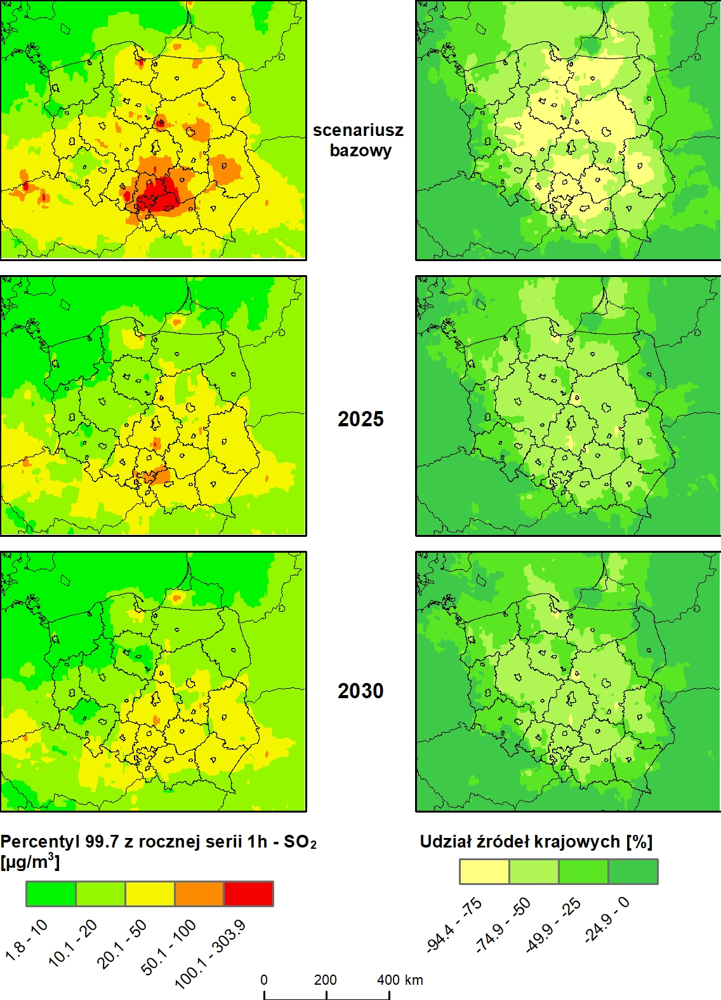 scenariusz
bazowy
2025
2030
Percentyl 99.7 z rocznej serii 1h - SO₂
[µg/m³]
1.8 - 10
10.1 - 20
20.1 - 50
50.1 - 100
100.1 - 303.9
Udział źródeł krajowych [%]
-94.4 - -75
-74.9 - -50
-49.9 - -25
-24.9 - 0
0 200 400 km